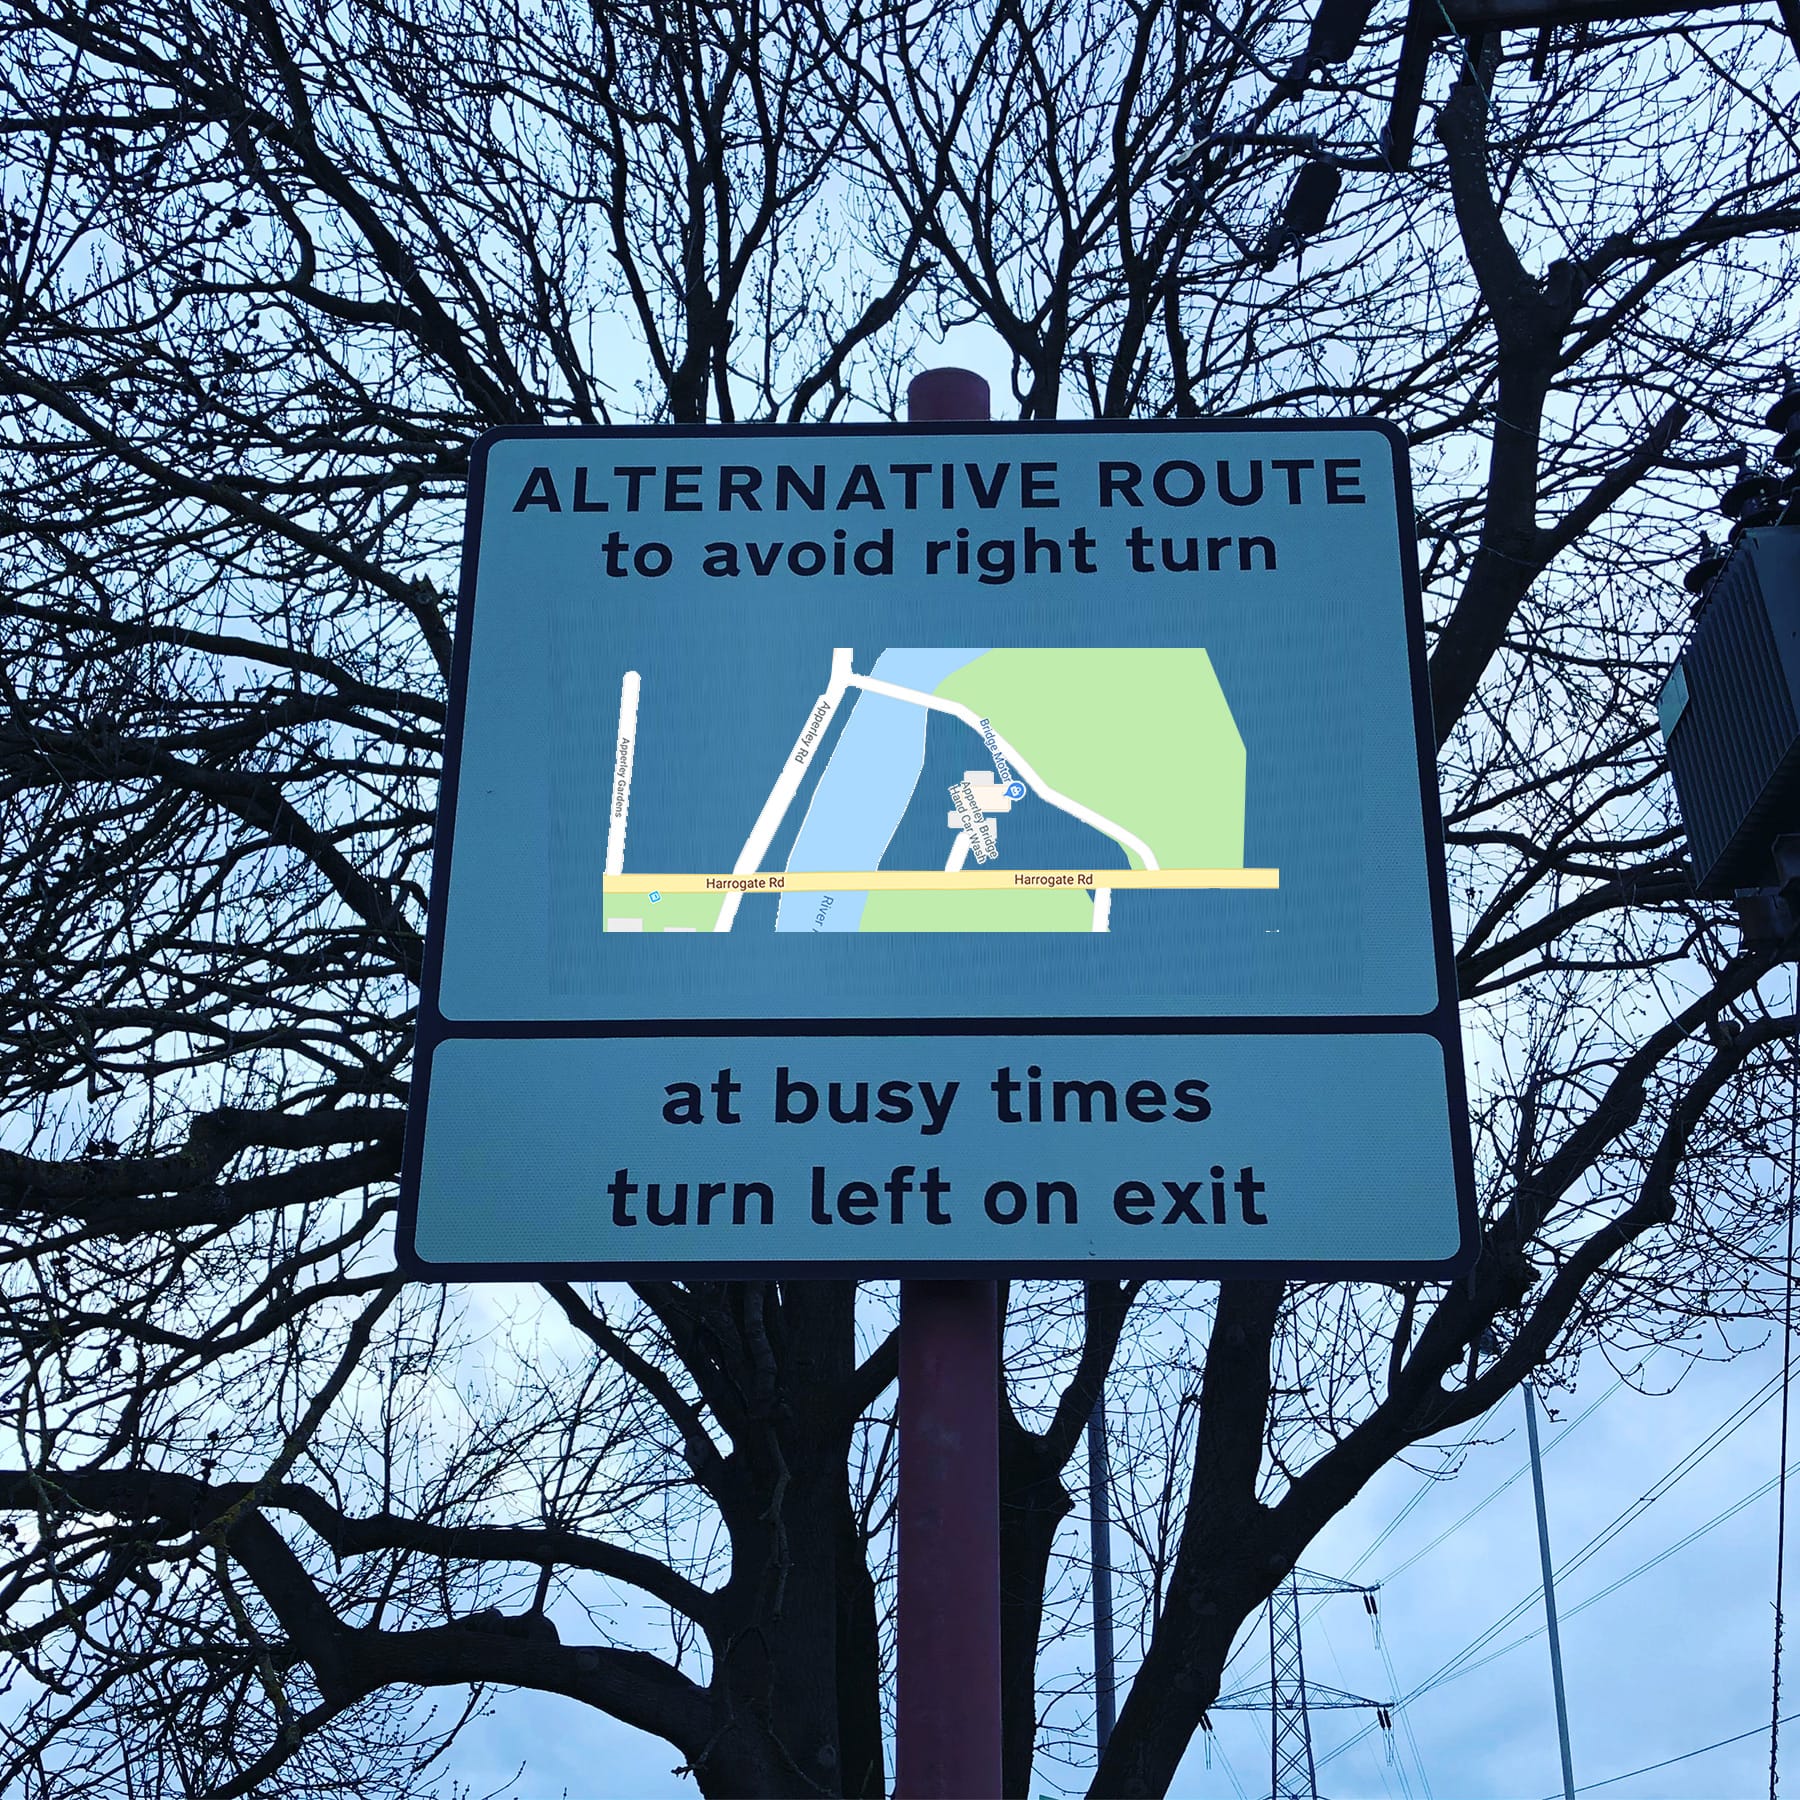 ALTERNATIVE ROUTE
to avoid right turn
Apperley Rd
Bridge Motor
Apperley Gardens
Apperley Bridge
Hand Car Wash
Harrogate Rd
Harrogate Rd
River
at busy times
turn left on exit